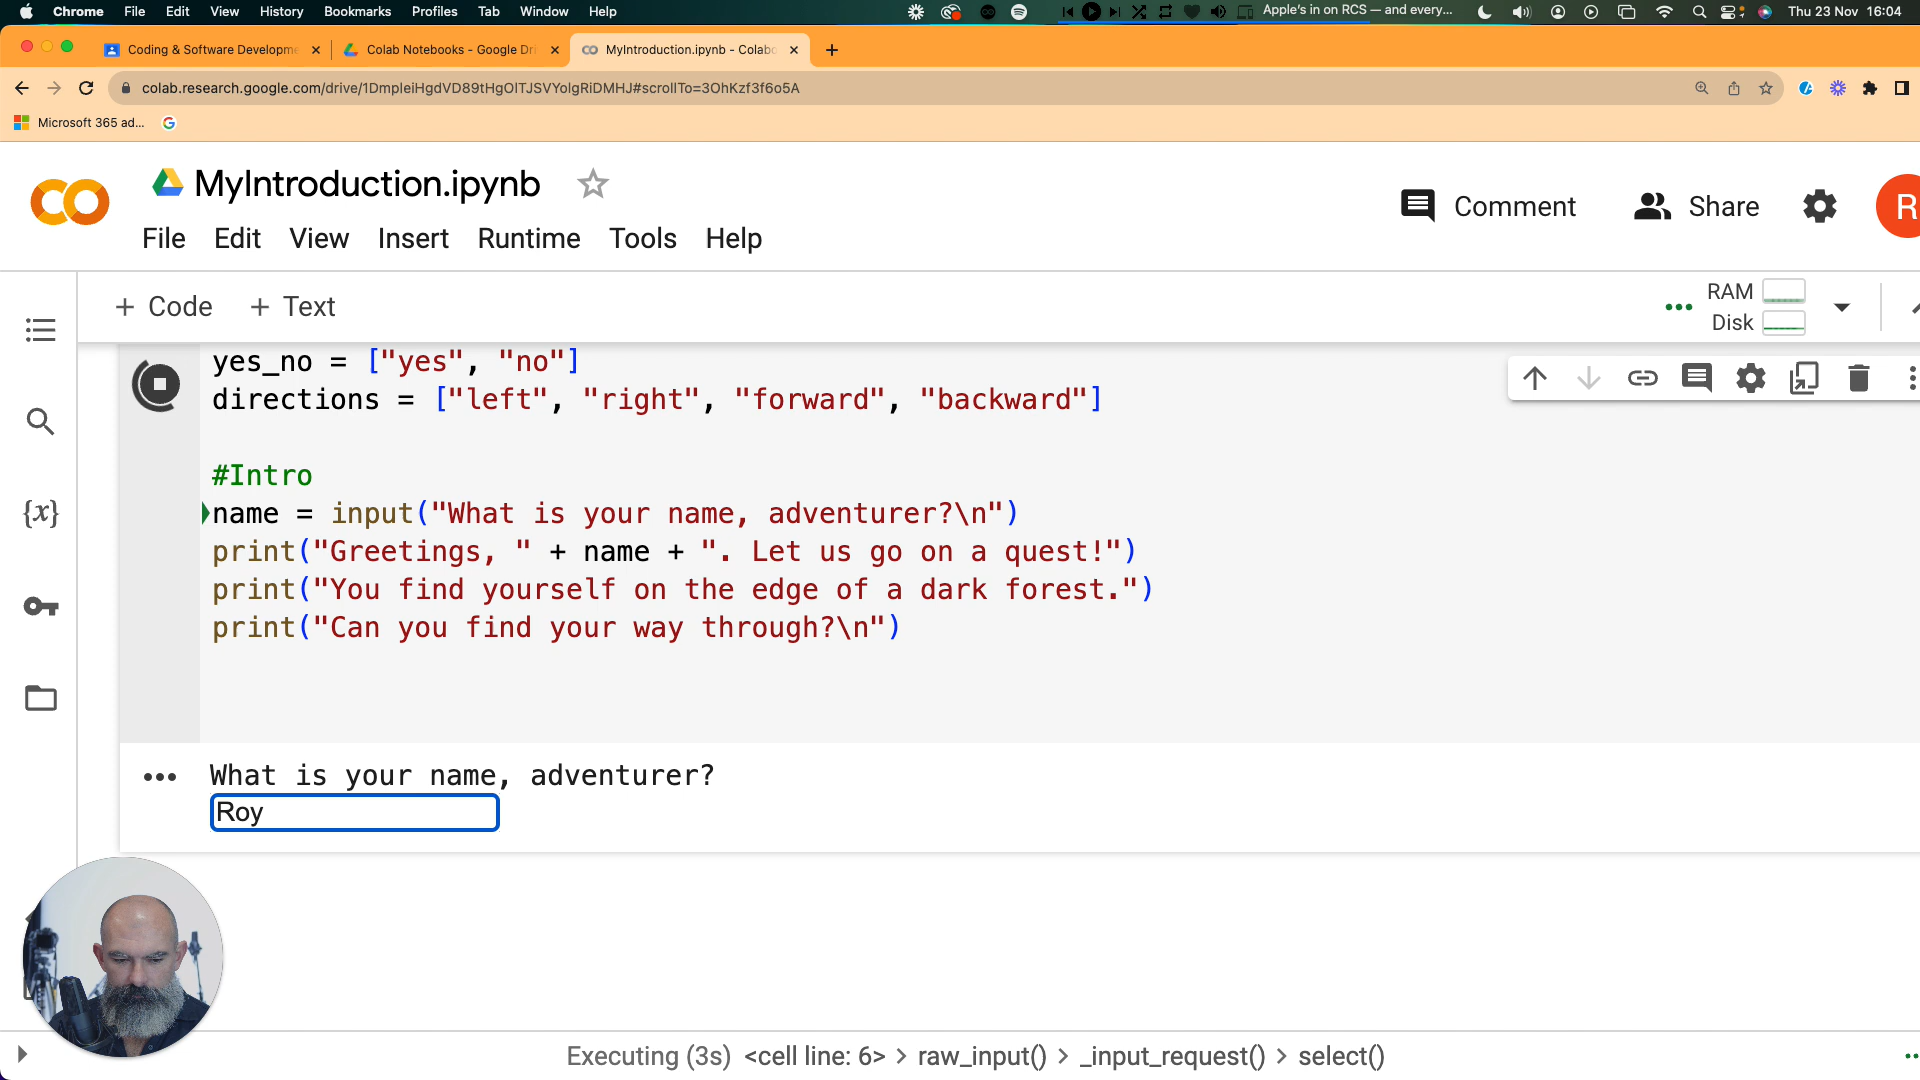 Chrome File Edit View History Bookmarks Profiles Tab Window Help Apple's in on RCS — and every... Thu 23 Nov 16:04
Coding & Software Developme Colab Notebooks - Google Dri MyIntroduction.ipynb - Colabo
colab.research.google.com/drive/1DmpleiHgdVD89tHgOITJSVYolgRiDMHJ#scrollTo=3OhKzf3f6o5A
Microsoft 365 ad...
MyIntroduction.ipynb
Comment Share R
File Edit View Insert Runtime Tools Help
+ Code + Text
RAM
Disk
yes_no = ["yes", "no"]
directions = ["left", "right", "forward", "backward"]
#Intro
name = input("What is your name, adventurer?\n")
print("Greetings, " + name + ". Let us go on a quest!")
print("You find yourself on the edge of a dark forest.")
print("Can you find your way through?\n")
What is your name, adventurer?
Roy
Executing (3s) <cell line: 6> > raw_input() > _input_request() > select()